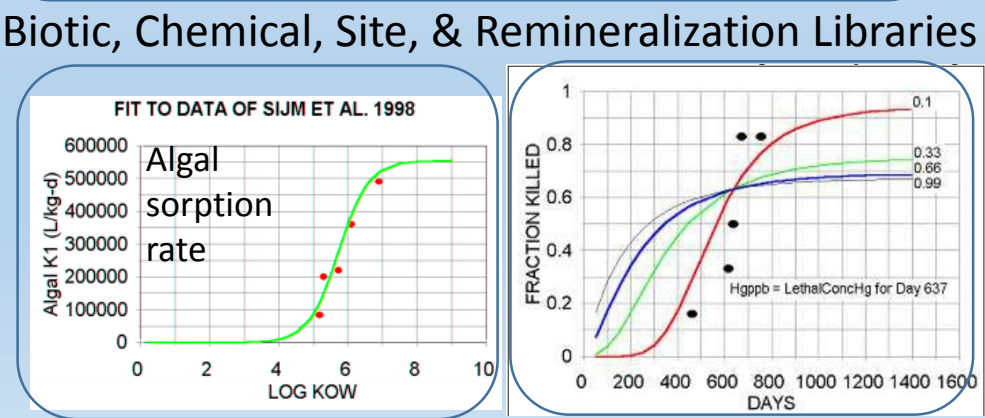 Biotic, Chemical, Site, & Remineralization Libraries
FIT TO DATA OF SIJM ET AL. 1998
Algal K1 (L/kg-d)
600000
500000
400000
300000
200000
100000
0
Algal
sorption
rate
0 2 4 6 8 10
LOG KOW
FRACTION KILLED
1
0.8
0.6
0.4
0.2
0
0.1
0.33
0.66
0.99
Hgppb = LethalConcHg for Day 637
0 200 400 600 800 1000 1200 1400 1600
DAYS